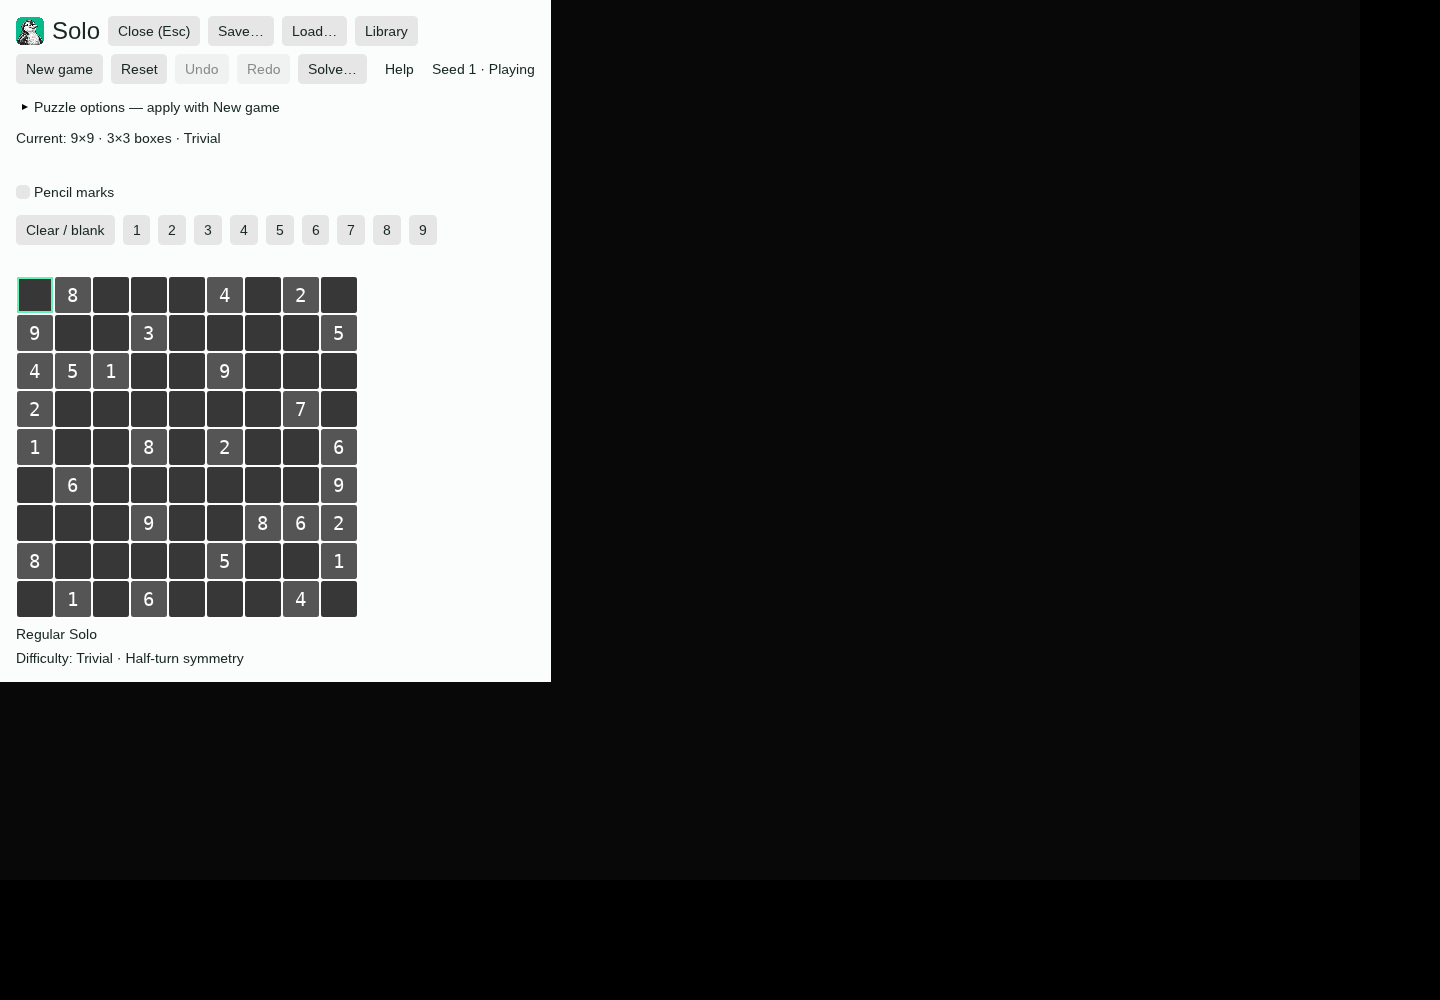 Solo Close (Esc) Save… Load… Library
New game Reset Undo Redo Solve… Help Seed 1 · Playing
▸ Puzzle options — apply with New game
Current: 9×9 · 3×3 boxes · Trivial
Pencil marks
Clear / blank 1 2 3 4 5 6 7 8 9
8 4 2
9 3 5
4 5 1 9
2 7
1 8 2 6
6 9
9 8 6 2
8 5 1
1 6 4
Regular Solo
Difficulty: Trivial · Half-turn symmetry